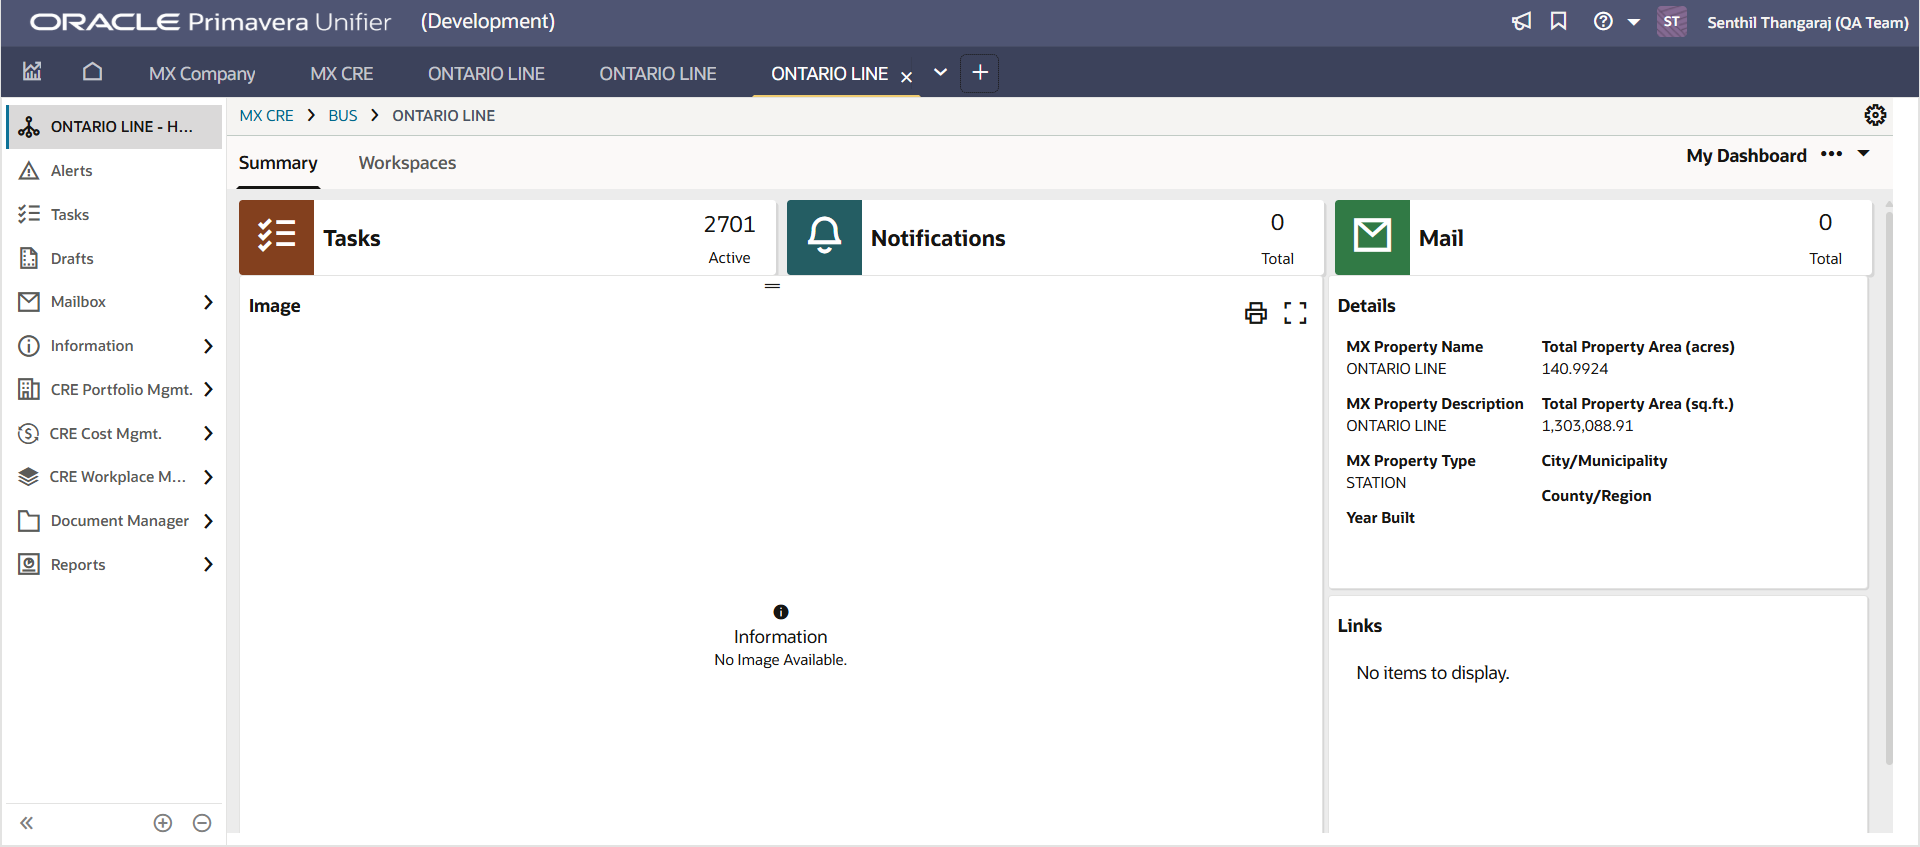 ORACLE Primavera Unifier (Development)
ST Senthil Thangaraj (QA Team)
MX Company MX CRE ONTARIO LINE ONTARIO LINE ONTARIO LINE
ONTARIO LINE - H...
Alerts
Tasks
Drafts
Mailbox
Information
CRE Portfolio Mgmt.
CRE Cost Mgmt.
CRE Workplace M...
Document Manager
Reports
MX CRE BUS ONTARIO LINE
Summary Workspaces
My Dashboard
Tasks
2701
Active
Notifications
0
Total
Mail
0
Total
Image
Information
No Image Available.
Details
MX Property Name
ONTARIO LINE
MX Property Description
ONTARIO LINE
MX Property Type
STATION
Year Built
Total Property Area (acres)
140.9924
Total Property Area (sq.ft.)
1,303,088.91
City/Municipality
County/Region
Links
No items to display.